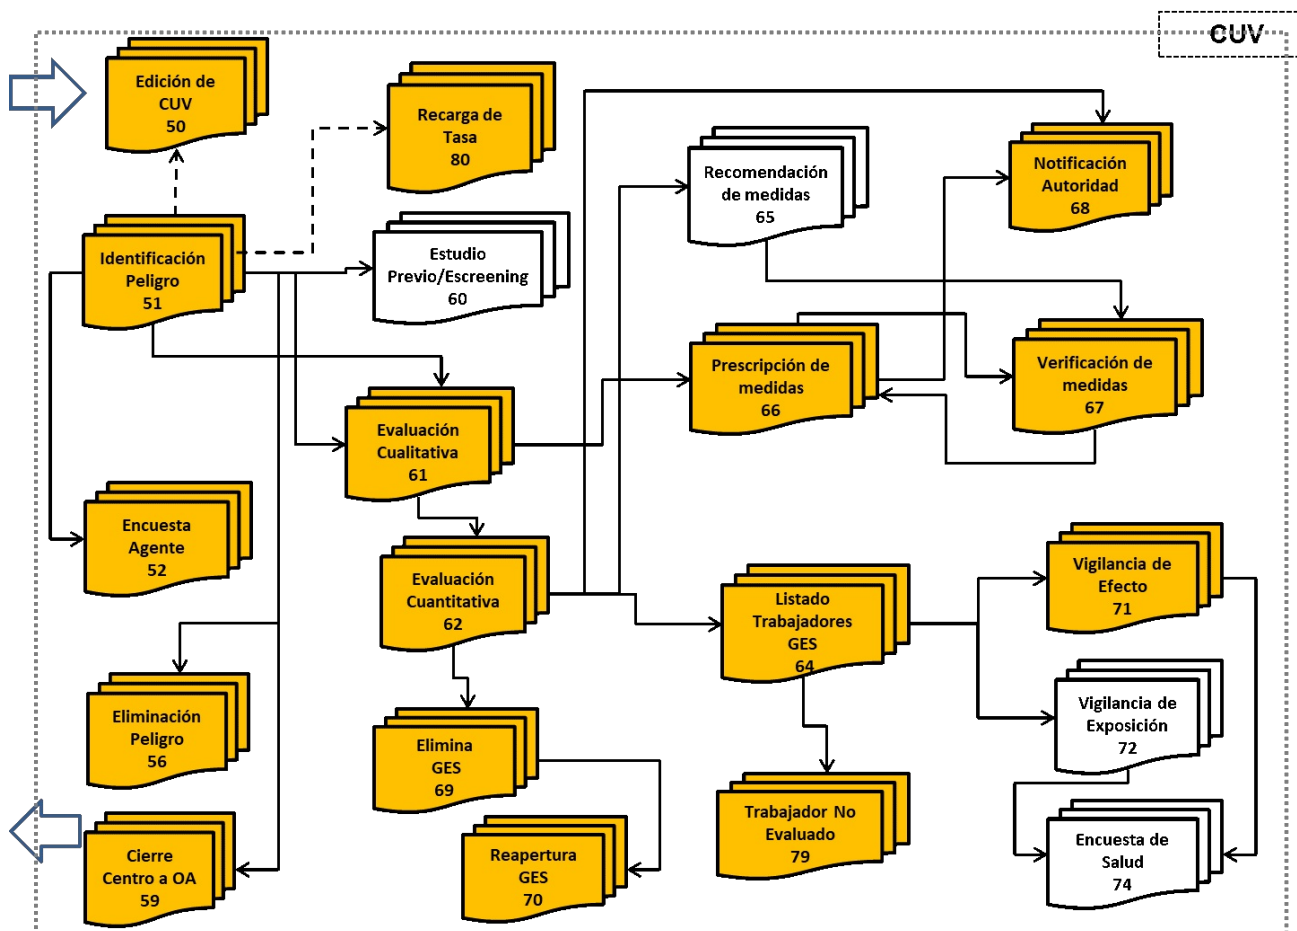 CUV
Edición de
CUV
50
Recarga de
Tasa
80
Recomendación
de medidas
65
Notificación
Autoridad
68
Identificación
Peligro
51
Estudio
Previo/Escreening
60
Prescripción de
medidas
66
Verificación de
medidas
67
Evaluación
Cualitativa
61
Encuesta
Agente
52
Evaluación
Cuantitativa
62
Listado
Trabajadores
GES
64
Vigilancia de
Efecto
71
Eliminación
Peligro
56
Elimina
GES
69
Vigilancia de
Exposición
72
Trabajador No
Evaluado
79
Cierre
Centro a OA
59
Reapertura
GES
70
Encuesta de
Salud
74